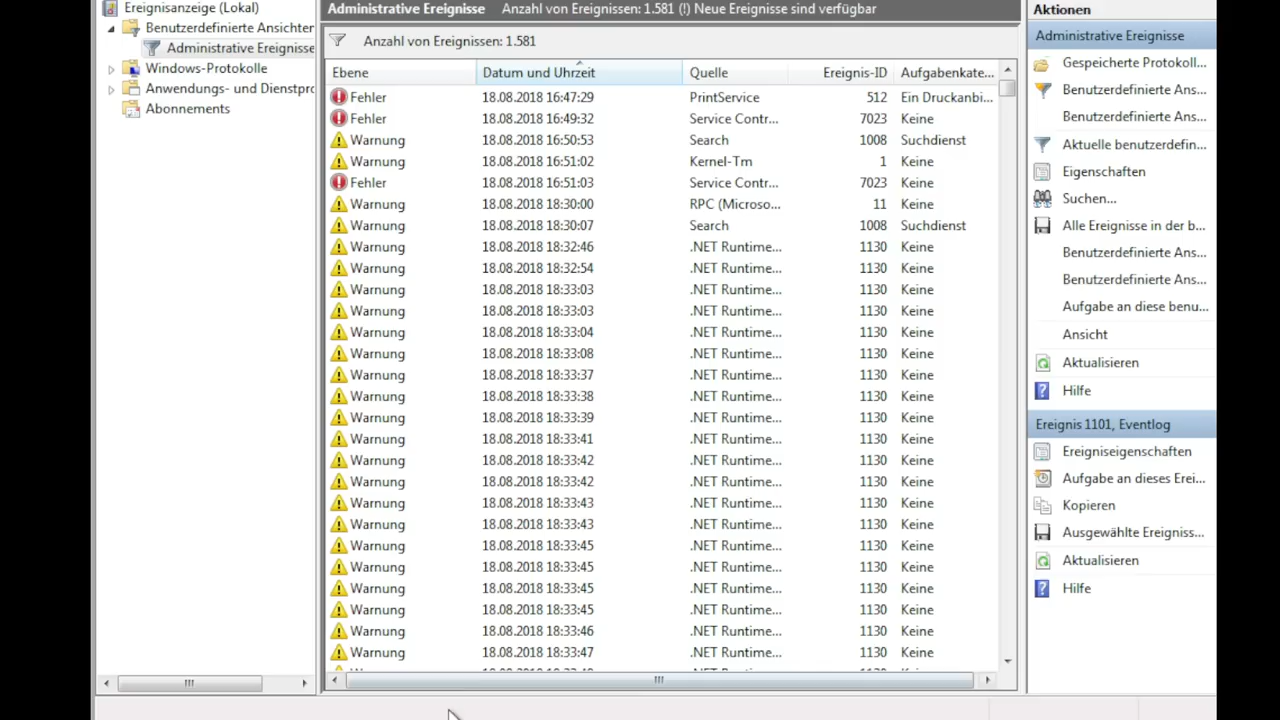 Ereignisanzeige (Lokal)
Benutzerdefinierte Ansichten
Administrative Ereignisse
Windows-Protokolle
Anwendungs- und Dienstpro
Abonnements
Administrative Ereignisse Anzahl von Ereignissen: 1.581 (!) Neue Ereignisse sind verfügbar
Anzahl von Ereignissen: 1.581
Ebene Datum und Uhrzeit Quelle Ereignis-ID Aufgabenkate...
Fehler 18.08.2018 16:47:29 PrintService 512 Ein Druckanbi...
Fehler 18.08.2018 16:49:32 Service Contr... 7023 Keine
Warnung 18.08.2018 16:50:53 Search 1008 Suchdienst
Warnung 18.08.2018 16:51:02 Kernel-Tm 1 Keine
Fehler 18.08.2018 16:51:03 Service Contr... 7023 Keine
Warnung 18.08.2018 18:30:00 RPC (Microso... 11 Keine
Warnung 18.08.2018 18:30:07 Search 1008 Suchdienst
Warnung 18.08.2018 18:32:46 .NET Runtime... 1130 Keine
Warnung 18.08.2018 18:32:54 .NET Runtime... 1130 Keine
Warnung 18.08.2018 18:33:03 .NET Runtime... 1130 Keine
Warnung 18.08.2018 18:33:03 .NET Runtime... 1130 Keine
Warnung 18.08.2018 18:33:04 .NET Runtime... 1130 Keine
Warnung 18.08.2018 18:33:08 .NET Runtime... 1130 Keine
Warnung 18.08.2018 18:33:37 .NET Runtime... 1130 Keine
Warnung 18.08.2018 18:33:38 .NET Runtime... 1130 Keine
Warnung 18.08.2018 18:33:39 .NET Runtime... 1130 Keine
Warnung 18.08.2018 18:33:41 .NET Runtime... 1130 Keine
Warnung 18.08.2018 18:33:42 .NET Runtime... 1130 Keine
Warnung 18.08.2018 18:33:42 .NET Runtime... 1130 Keine
Warnung 18.08.2018 18:33:43 .NET Runtime... 1130 Keine
Warnung 18.08.2018 18:33:43 .NET Runtime... 1130 Keine
Warnung 18.08.2018 18:33:45 .NET Runtime... 1130 Keine
Warnung 18.08.2018 18:33:45 .NET Runtime... 1130 Keine
Warnung 18.08.2018 18:33:45 .NET Runtime... 1130 Keine
Warnung 18.08.2018 18:33:45 .NET Runtime... 1130 Keine
Warnung 18.08.2018 18:33:46 .NET Runtime... 1130 Keine
Warnung 18.08.2018 18:33:47 .NET Runtime... 1130 Keine
Aktionen
Administrative Ereignisse
Gespeicherte Protokoll...
Benutzerdefinierte Ans...
Benutzerdefinierte Ans...
Aktuelle benutzerdefin...
Eigenschaften
Suchen...
Alle Ereignisse in der b...
Benutzerdefinierte Ans...
Benutzerdefinierte Ans...
Aufgabe an diese benu...
Ansicht
Aktualisieren
Hilfe
Ereignis 1101, Eventlog
Ereigniseigenschaften
Aufgabe an dieses Erei...
Kopieren
Ausgewählte Ereigniss...
Aktualisieren
Hilfe